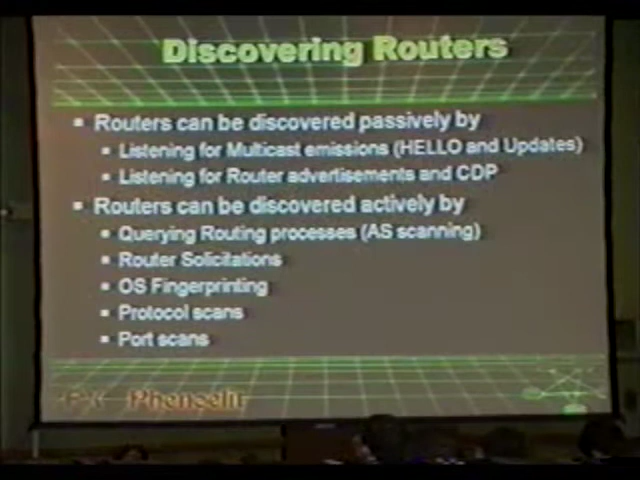 Discovering Routers
Routers can be discovered passively by
Listening for Multicast emissions (HELLO and Updates)
Listening for Router advertisements and CDP
Routers can be discovered actively by
Querying Routing processes (AS scanning)
Router Solicitations
OS Fingerprinting
Protocol scans
Port scans
Phenoelit